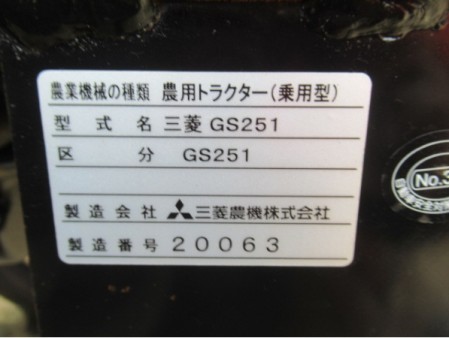 農業機械の種類 農用トラクター(乗用型)
型式名 三菱 GS251
区分 GS251
製造会社 三菱農機株式会社
製造番号 20063
No.3